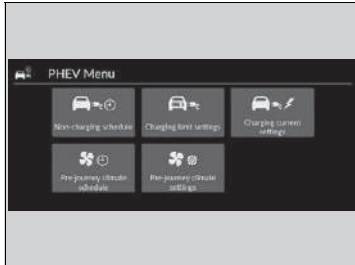 PHEV Menu
Non-charging schedule
Charging limit settings
Charging current
settings
Pre-journey climate
schedule
Pre-journey climate
settings